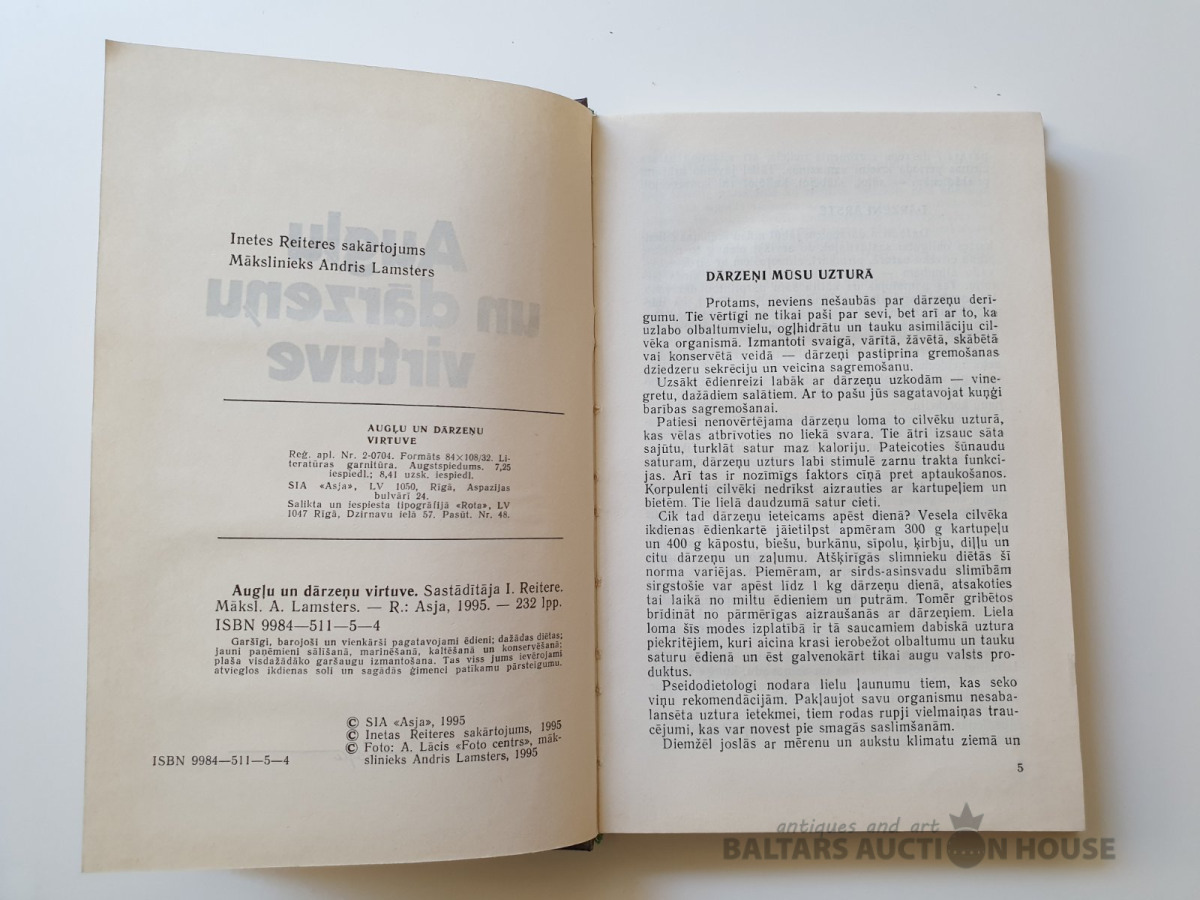 Inetes Reiteres sakārtojums
Mākslinieks Andris Lamsters
AUGĻU UN DĀRZEŅU
VIRTUVE
Reģ. apl. Nr. 2-0704. Formāts 84×108/32. Li-
teratūras garnitūra. Augstspiedums. 7,25
iespiedl.; 8,41 uzsk. iespiedl.
SIA «Asja», LV 1050, Rīgā, Aspazijas
bulvārī 24.
Salikta un iespiesta tipogrāfijā «Rota», LV
1047 Rīgā, Dzirnavu ielā 57. Pasūt. Nr. 48.
Augļu un dārzeņu virtuve. Sastādītāja I. Reitere.
Māksl. A. Lamsters. — R.: Asja, 1995. — 232 lpp.
ISBN 9984—511—5—4
Garšīgi, barojoši un vienkārši pagatavojami ēdieni; dažādas diētas;
jauni paņēmieni sālīšanā, marinēšanā, kaltēšanā un konservēšanā;
plaša visdažādāko garšaugu izmantošana. Tas viss jums ievērojami
atvieglos ikdienas soli un sagādās ģimenei patīkamu pārsteigumu.
© SIA «Asja», 1995
© Inetas Reiteres sakārtojums, 1995
© Foto: A. Lācis «Foto centrs», māk-
slinieks Andris Lamsters, 1995
ISBN 9984—511—5—4
DĀRZEŅI MŪSU UZTURĀ
Protams, neviens nešaubās par dārzeņu derī-
gumu. Tie vērtīgi ne tikai paši par sevi, bet arī ar to, ka
uzlabo olbaltumvielu, ogļhidrātu un tauku asimilāciju cil-
vēka organismā. Izmantoti svaigā, vārītā, žāvētā, skābētā
vai konservētā veidā — dārzeņi pastiprina gremošanas
dziedzeru sekrēciju un veicina sagremošanu.
Uzsākt ēdienreizi labāk ar dārzeņu uzkodām — vine-
gretu, dažādiem salātiem. Ar to pašu jūs sagatavojat kuņģi
barības sagremošanai.
Patiesi nenovērtējama dārzeņu loma to cilvēku uzturā,
kas vēlas atbrīvoties no liekā svara. Tie ātri izsauc sāta
sajūtu, turklāt satur maz kaloriju. Pateicoties šūnaudu
saturam, dārzeņu uzturs labi stimulē zarnu trakta funkci-
jas. Arī tas ir nozīmīgs faktors cīņā pret aptaukošanos.
Korpulenti cilvēki nedrīkst aizrauties ar kartupeļiem un
bietēm. Tie lielā daudzumā satur cieti.
Cik tad dārzeņu ieteicams apēst dienā? Vesela cilvēka
ikdienas ēdienkartē jāietilpst apmēram 300 g kartupeļu
un 400 g kāpostu, biešu, burkānu, sīpolu, ķirbju, diļļu un
citu dārzeņu un zaļumu. Atšķirīgās slimnieku diētās šī
norma variējas. Piemēram, ar sirds-asinsvadu slimībām
sirgstošie var apēst līdz 1 kg dārzeņu dienā, atsakoties
tai laikā no miltu ēdieniem un putrām. Tomēr gribētos
brīdināt no pārmērīgas aizraušanās ar dārzeņiem. Liela
loma šīs modes izplatībā ir tā saucamiem dabiskā uztura
piekritējiem, kuri aicina krasi ierobežot olbaltumu un tauku
saturu ēdienā un ēst galvenokārt tikai augu valsts pro-
duktus.
Pseidodietologi nodara lielu ļaunumu tiem, kas seko
viņu rekomendācijām. Pakļaujot savu organismu nesaba-
lansēta uztura ietekmei, tiem rodas rupji vielmaiņas trau-
cējumi, kas var novest pie smagās saslimšanām.
Diemžēl joslās ar mērenu un aukstu klimatu ziemā un
5
antiques and art
BALTARS AUCTION HOUSE